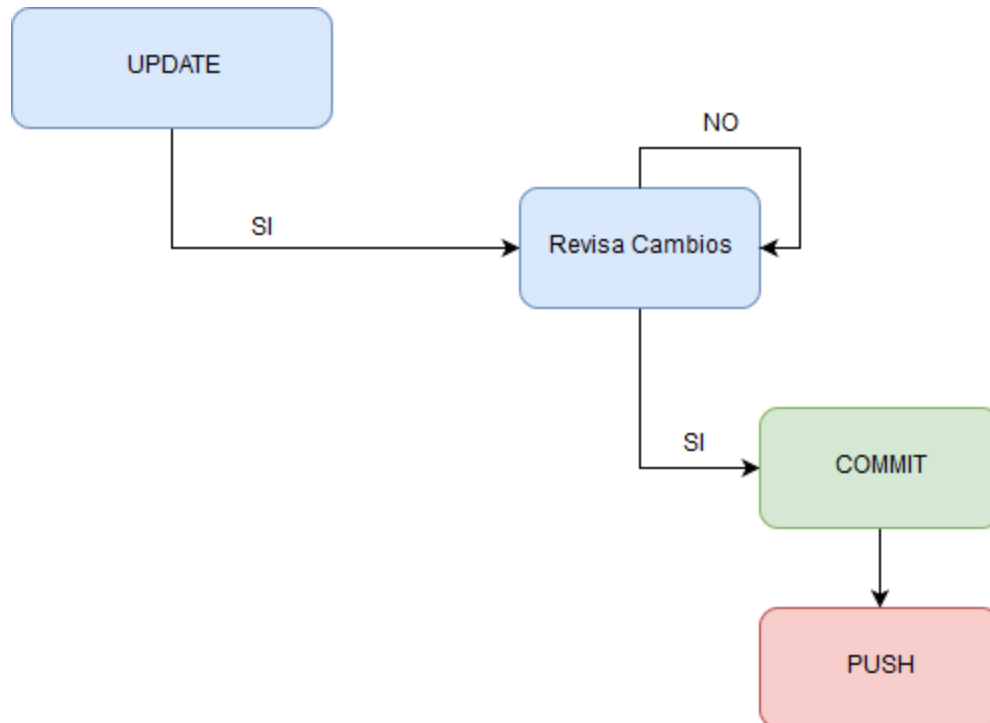 UPDATE
NO
SI
Revisa Cambios
SI
COMMIT
PUSH